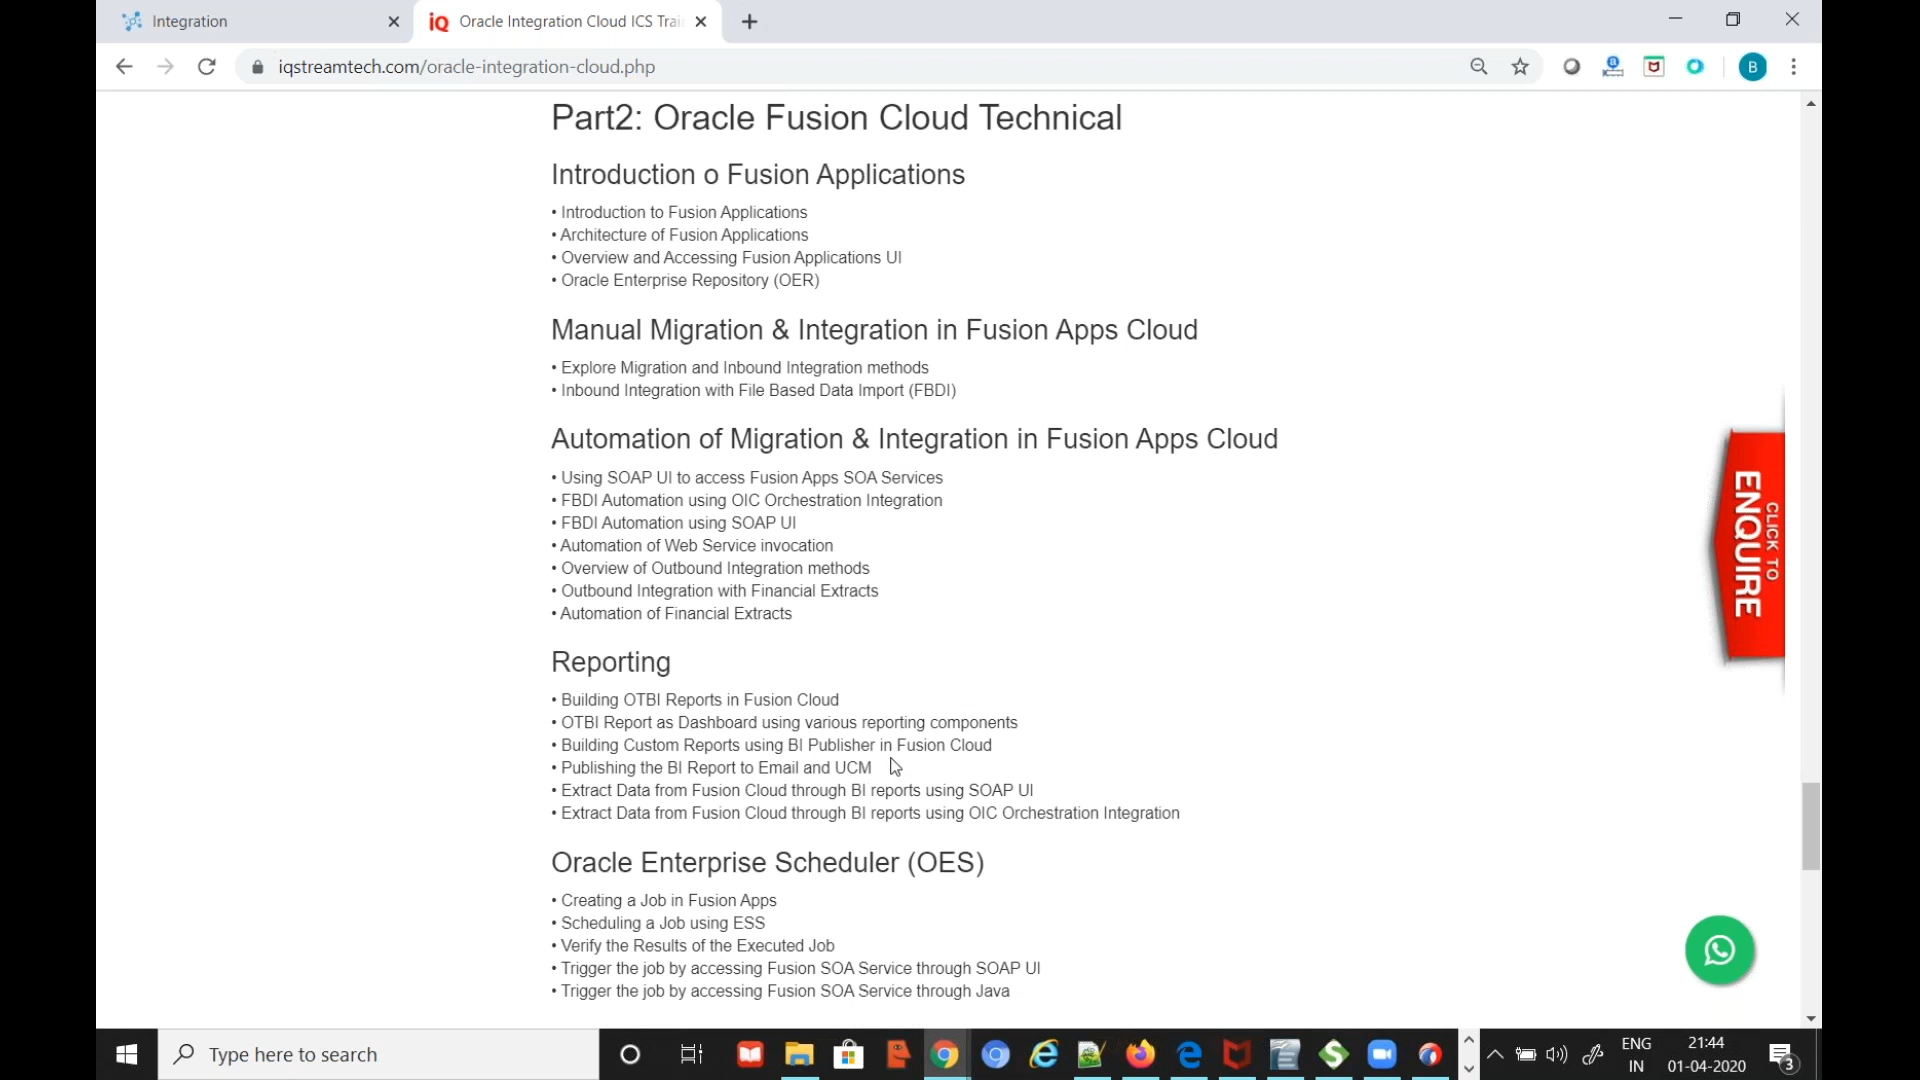 Integration
iQ Oracle Integration Cloud ICS Trai
iqstreamtech.com/oracle-integration-cloud.php
B
Part2: Oracle Fusion Cloud Technical
Introduction o Fusion Applications
• Introduction to Fusion Applications
• Architecture of Fusion Applications
• Overview and Accessing Fusion Applications UI
• Oracle Enterprise Repository (OER)
Manual Migration & Integration in Fusion Apps Cloud
• Explore Migration and Inbound Integration methods
• Inbound Integration with File Based Data Import (FBDI)
Automation of Migration & Integration in Fusion Apps Cloud
• Using SOAP UI to access Fusion Apps SOA Services
• FBDI Automation using OIC Orchestration Integration
• FBDI Automation using SOAP UI
• Automation of Web Service invocation
• Overview of Outbound Integration methods
• Outbound Integration with Financial Extracts
• Automation of Financial Extracts
CLICK TO
ENQUIRE
Reporting
• Building OTBI Reports in Fusion Cloud
• OTBI Report as Dashboard using various reporting components
• Building Custom Reports using BI Publisher in Fusion Cloud
• Publishing the BI Report to Email and UCM
• Extract Data from Fusion Cloud through BI reports using SOAP UI
• Extract Data from Fusion Cloud through BI reports using OIC Orchestration Integration
Oracle Enterprise Scheduler (OES)
• Creating a Job in Fusion Apps
• Scheduling a Job using ESS
• Verify the Results of the Executed Job
• Trigger the job by accessing Fusion SOA Service through SOAP UI
• Trigger the job by accessing Fusion SOA Service through Java
Type here to search
ENG
IN
21:44
01-04-2020
3